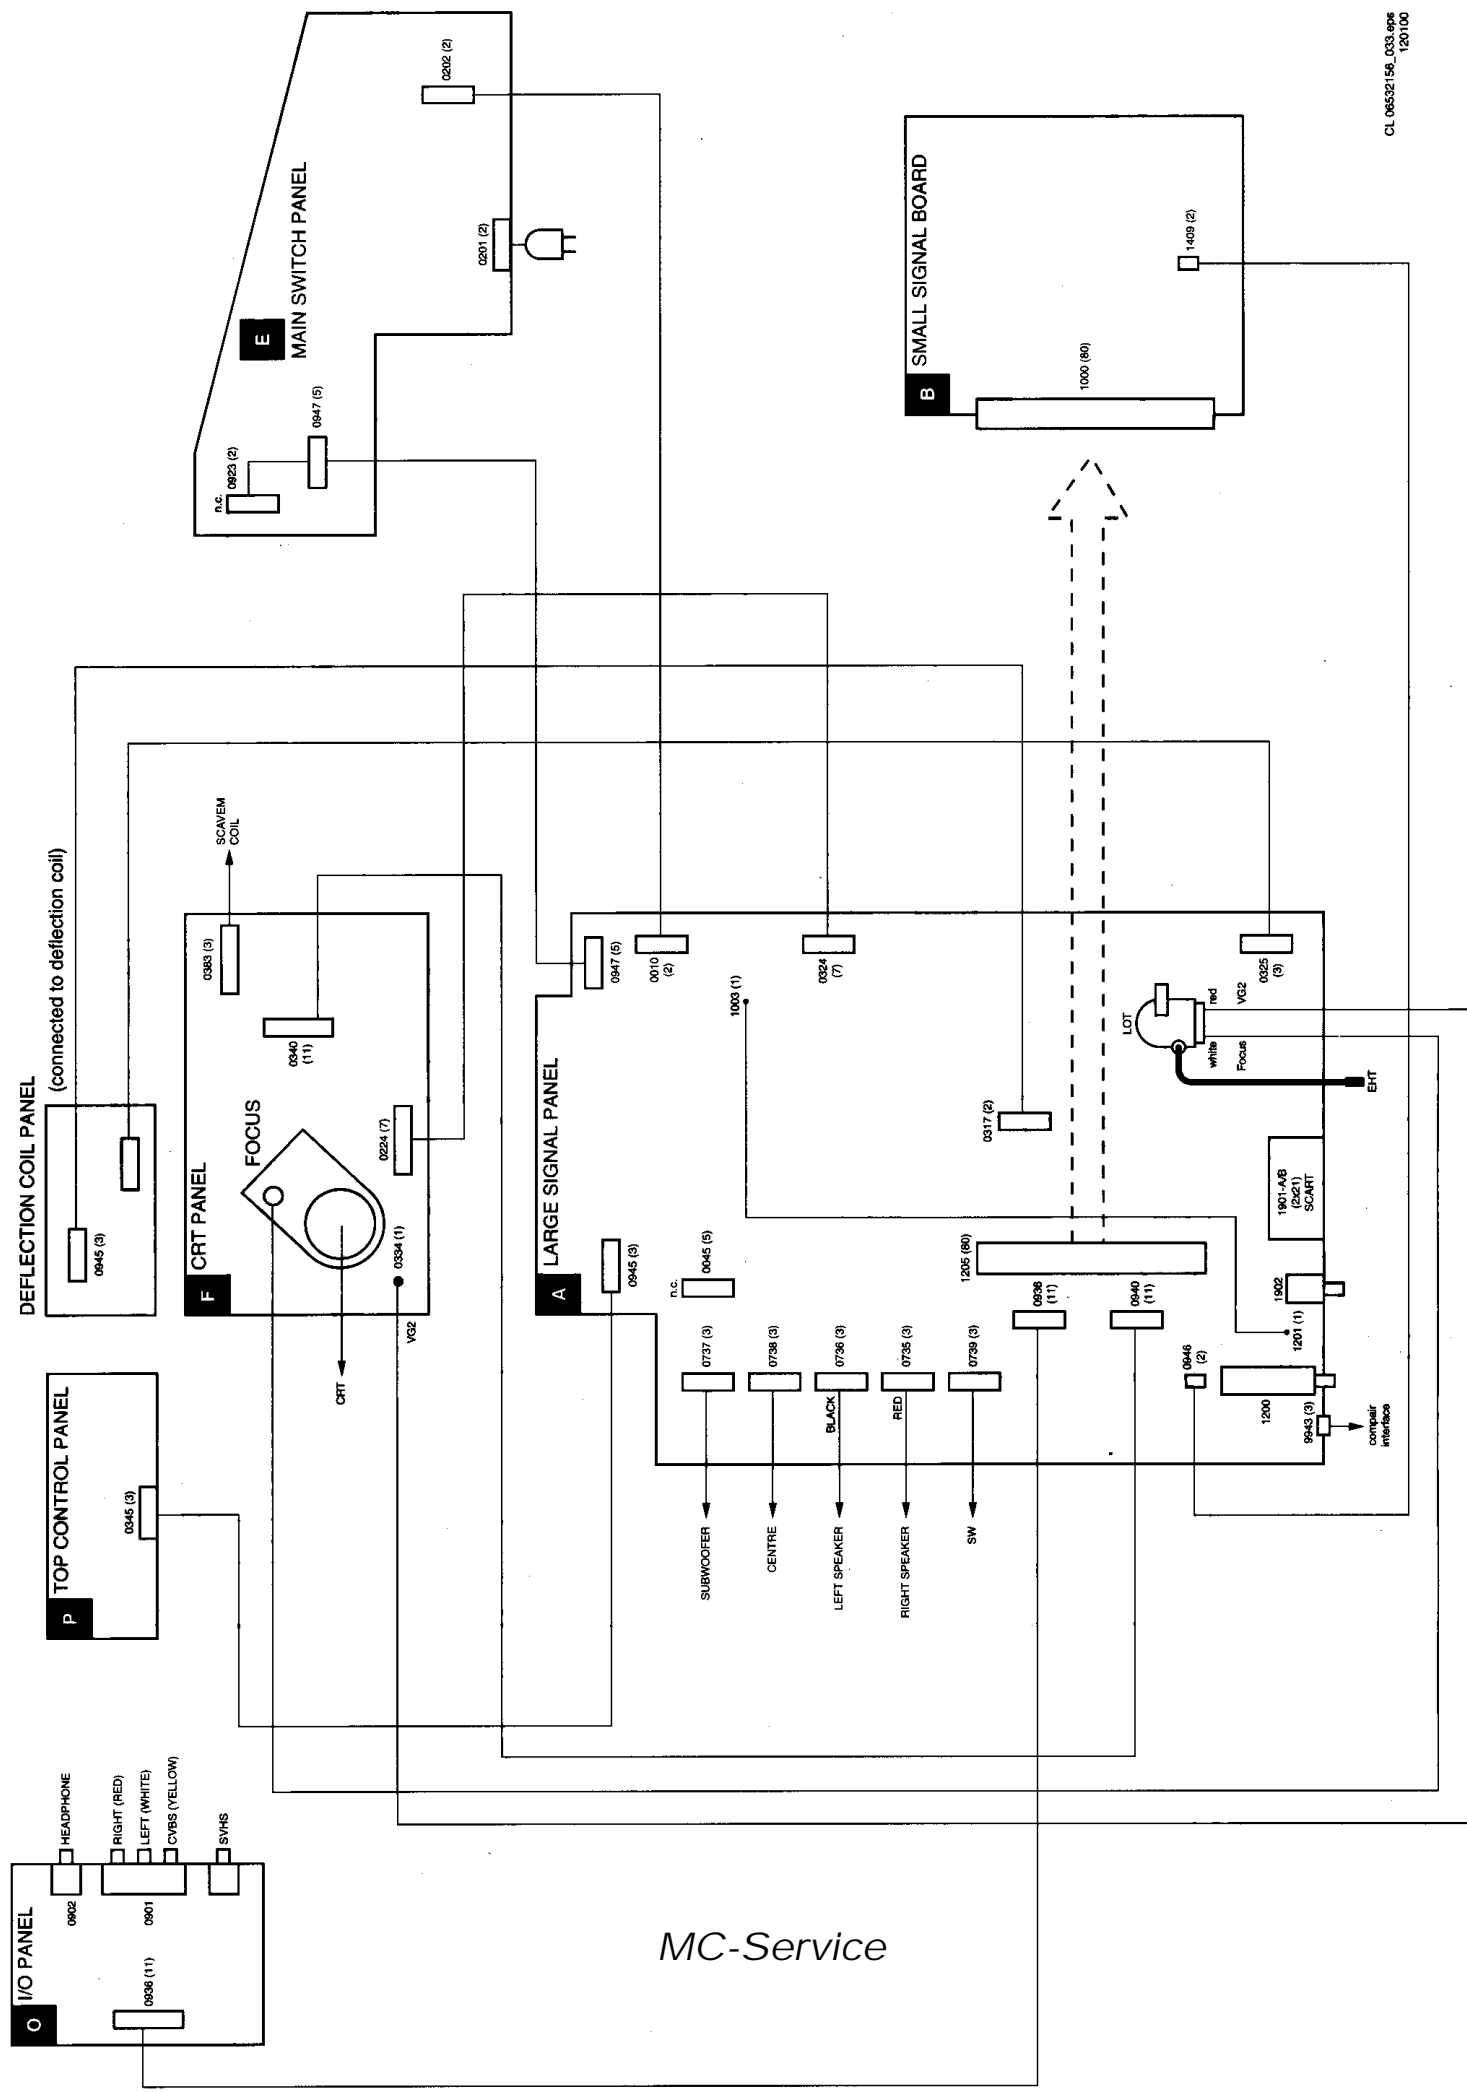 O
I/O PANEL
0936 (11)
0902
0901
HEADPHONE
RIGHT (RED)
LEFT (WHITE)
CVBS (YELLOW)
SVHS
P
TOP CONTROL PANEL
0345 (3)
DEFLECTION COIL PANEL
(connected to deflection coil)
0945 (3)
F
CRT PANEL
FOCUS
0383 (3)
SCAVEM
COIL
0340
(11)
0224 (7)
0334 (1)
VG2
CRT
E
MAIN SWITCH PANEL
n.c.
0923 (2)
0947 (5)
0202 (2)
0201 (2)
A
LARGE SIGNAL PANEL
0945 (3)
0947 (5)
0010
(2)
n.c.
0045 (5)
1003 (1)
0324
(7)
0737 (3)
0738 (3)
0736 (3)
BLACK
0735 (3)
RED
0739 (3)
SUBWOOFER
CENTRE
LEFT SPEAKER
RIGHT SPEAKER
SW
0317 (2)
1205 (80)
0936
(11)
0940
(11)
LOT
white
red
Focus
VG2
0325
(3)
EHT
1901-A/B
(2x21)
SCART
1902
1201 (1)
0946
(2)
1200
9943 (3)
compair
interface
B
SMALL SIGNAL BOARD
1000 (80)
1409 (2)
CL 06532156_033.eps
120100
MC-Service